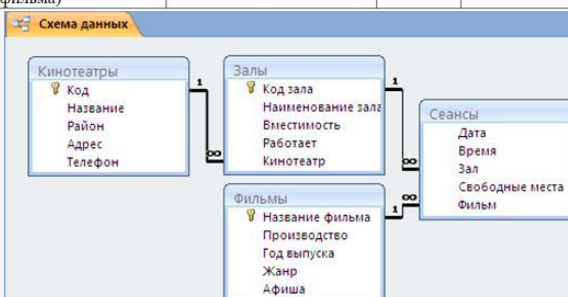 фильма)
Схема данных
Кинотеатры
Код
Название
Район
Адрес
Телефон
1
∞
Залы
Код зала
Наименование зала
Вместимость
Работает
Кинотеатр
1
∞
Сеансы
Дата
Время
Зал
Свободные места
Фильм
Фильмы
Название фильма
Производство
Год выпуска
Жанр
Афиша
1
∞